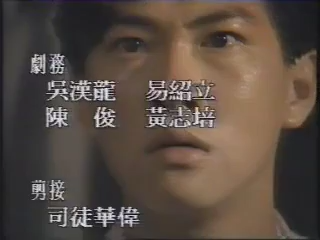 劇務
吳漢龍 易紹立
陳俊 黃志培
剪接
司徒華偉